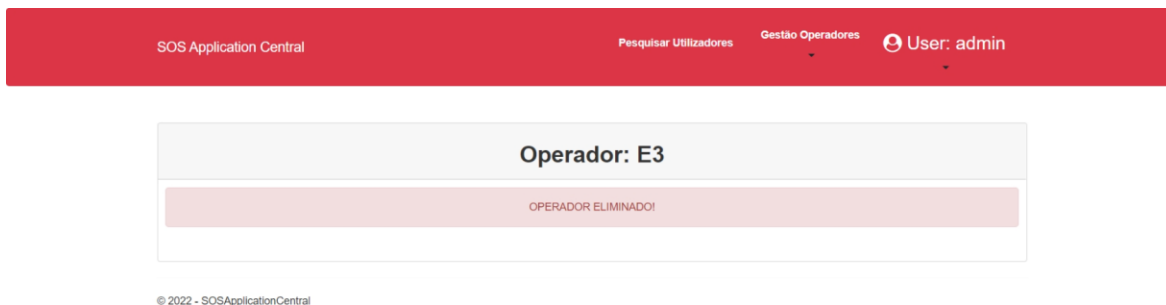 SOS Application Central
Pesquisar Utilizadores
Gestão Operadores
User: admin
Operador: E3
OPERADOR ELIMINADO!
© 2022 - SOSApplicationCentral